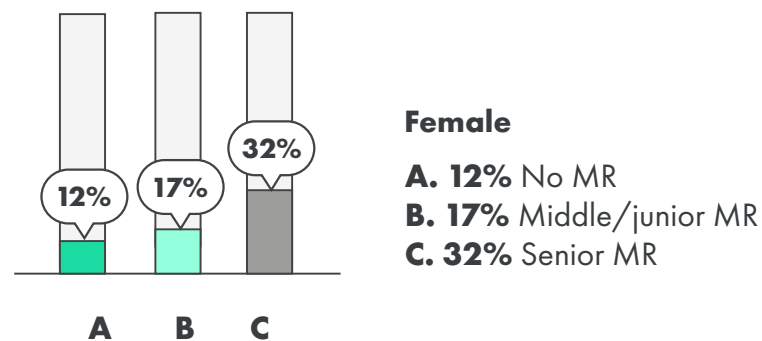 12%
17%
32%
A
B
C
Female
A. 12% No MR
B. 17% Middle/junior MR
C. 32% Senior MR